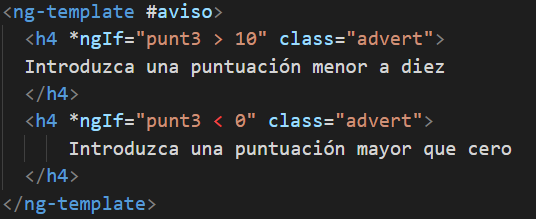 <ng-template #aviso>
<h4 *ngIf="punt3 > 10" class="advert">
Introduzca una puntuación menor a diez
</h4>
<h4 *ngIf="punt3 < 0" class="advert">
Introduzca una puntuación mayor que cero
</h4>
</ng-template>